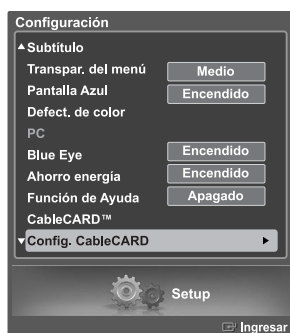 Configuración
▲Subtítulo
Transpar. del menú Medio
Pantalla Azul Encendido
Defect. de color
PC
Blue Eye Encendido
Ahorro energía Encendido
Función de Ayuda Apagado
CableCARD™
▼Config. CableCARD ►
Setup
Ingresar